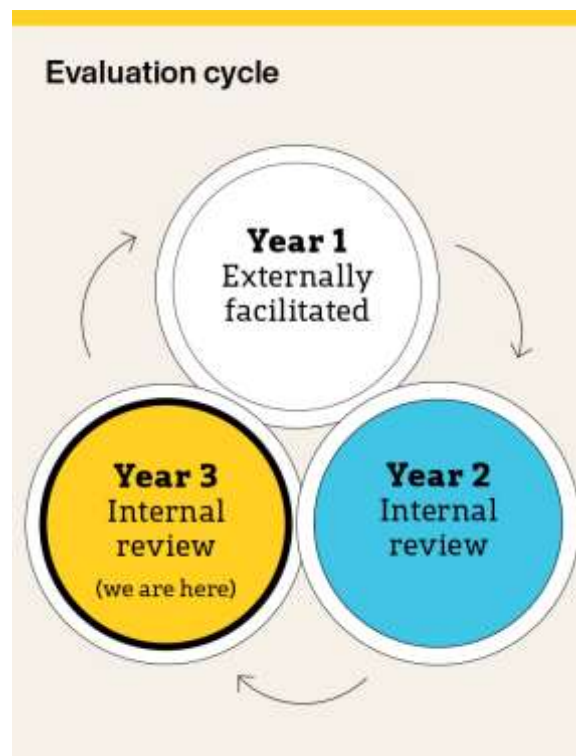 Evaluation cycle
Year 1
Externally
facilitated
Year 3
Internal
review
(we are here)
Year 2
Internal
review